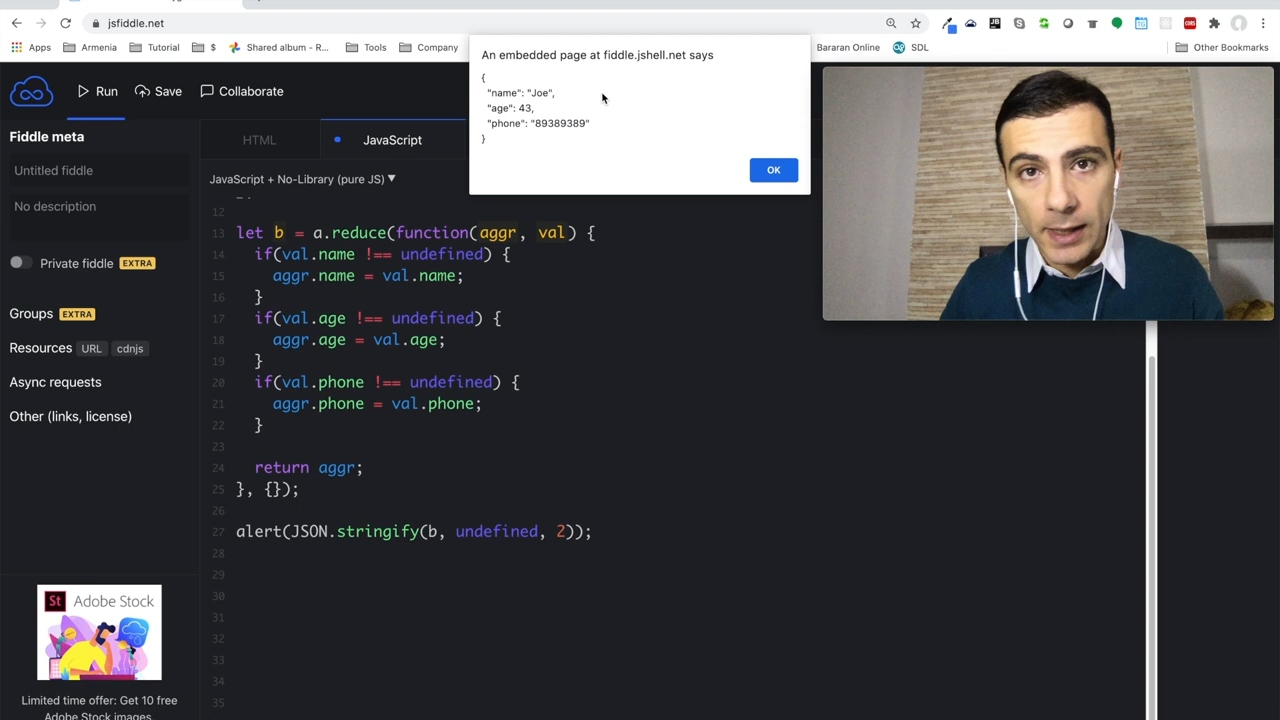 jsfiddle.net
Apps
Armenia
Tutorial
$
Shared album - R...
Tools
Company
Bararan Online
SDL
Other Bookmarks
An embedded page at fiddle.jshell.net says
{
"name": "Joe",
"age": 43,
"phone": "89389389"
}
OK
Run
Save
Collaborate
Fiddle meta
Untitled fiddle
No description
Private fiddle EXTRA
Groups EXTRA
Resources URL cdnjs
Async requests
Other (links, license)
St Adobe Stock
Limited time offer: Get 10 free
Adobe Stock images
HTML
JavaScript
JavaScript + No-Library (pure JS)
12
13 let b = a.reduce(function(aggr, val) {
14 if(val.name !== undefined) {
15 aggr.name = val.name;
16 }
17 if(val.age !== undefined) {
18 aggr.age = val.age;
19 }
20 if(val.phone !== undefined) {
21 aggr.phone = val.phone;
22 }
23
24 return aggr;
25 }, {});
26
27 alert(JSON.stringify(b, undefined, 2));
28
29
30
31
32
33
34
35